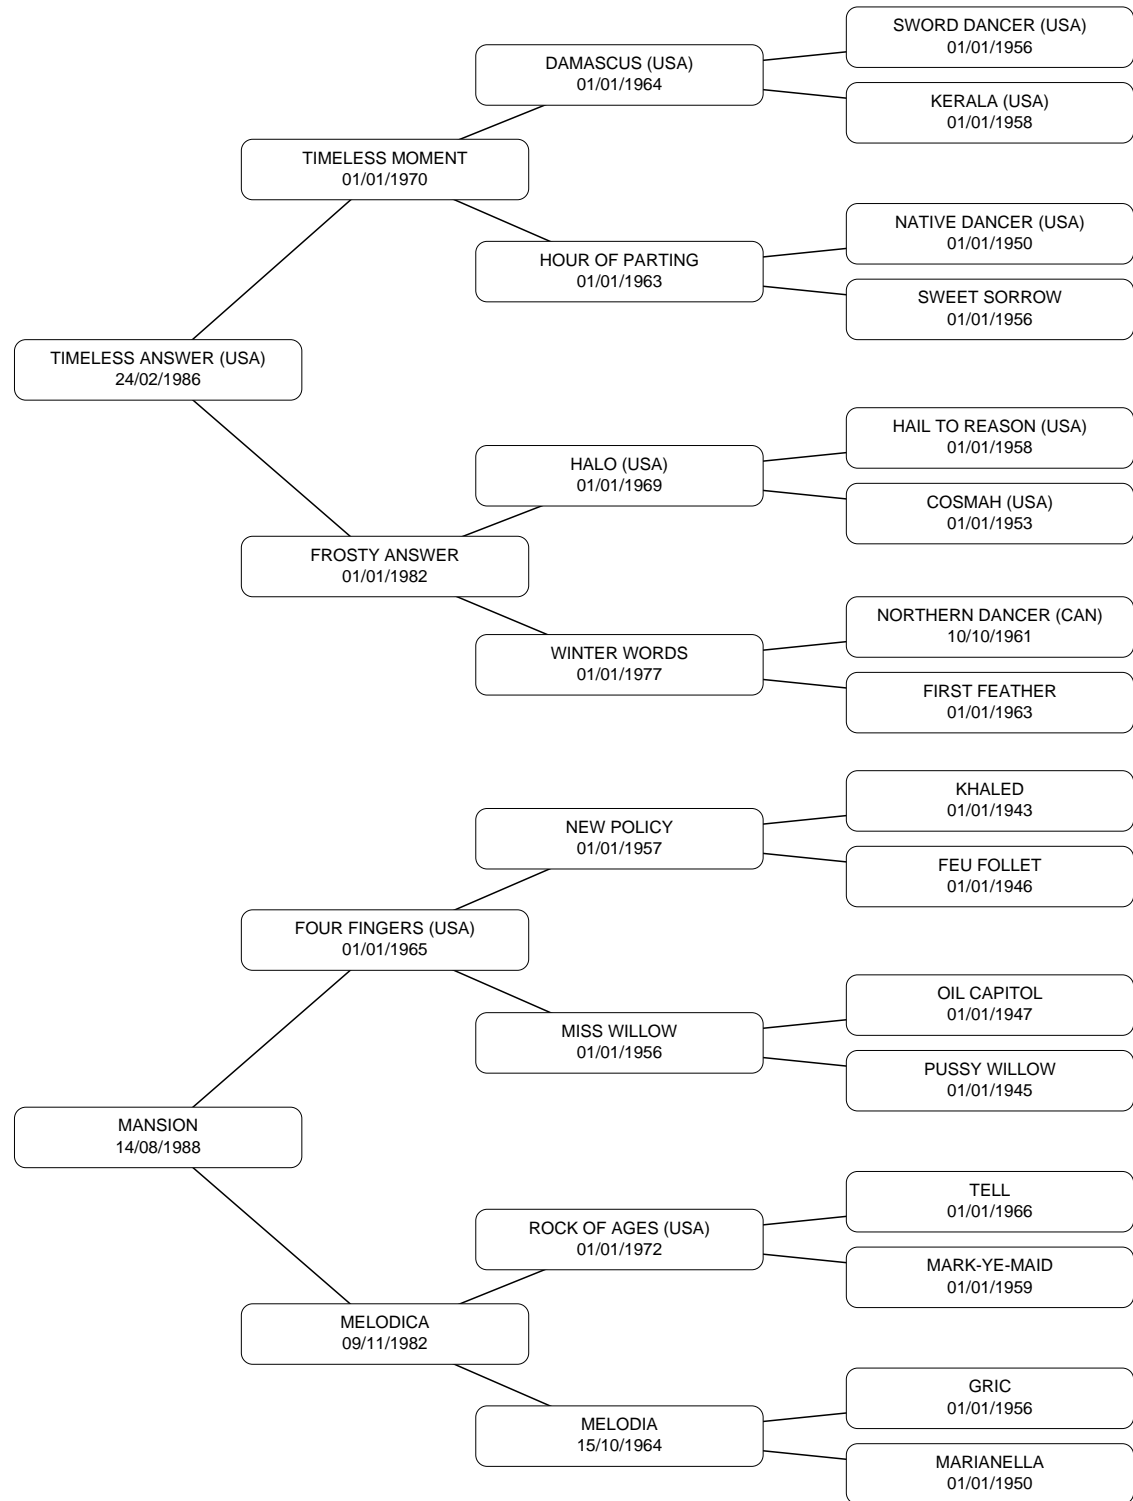 SWORD DANCER (USA)
01/01/1956
DAMASCUS (USA)
01/01/1964
KERALA (USA)
01/01/1958
TIMELESS MOMENT
01/01/1970
NATIVE DANCER (USA)
01/01/1950
HOUR OF PARTING
01/01/1963
SWEET SORROW
01/01/1956
TIMELESS ANSWER (USA)
24/02/1986
HAIL TO REASON (USA)
01/01/1958
HALO (USA)
01/01/1969
COSMAH (USA)
01/01/1953
FROSTY ANSWER
01/01/1982
NORTHERN DANCER (CAN)
10/10/1961
WINTER WORDS
01/01/1977
FIRST FEATHER
01/01/1963
KHALED
01/01/1943
NEW POLICY
01/01/1957
FEU FOLLET
01/01/1946
FOUR FINGERS (USA)
01/01/1965
OIL CAPITOL
01/01/1947
MISS WILLOW
01/01/1956
PUSSY WILLOW
01/01/1945
MANSION
14/08/1988
TELL
01/01/1966
ROCK OF AGES (USA)
01/01/1972
MARK-YE-MAID
01/01/1959
MELODICA
09/11/1982
GRIC
01/01/1956
MELODIA
15/10/1964
MARIANELLA
01/01/1950